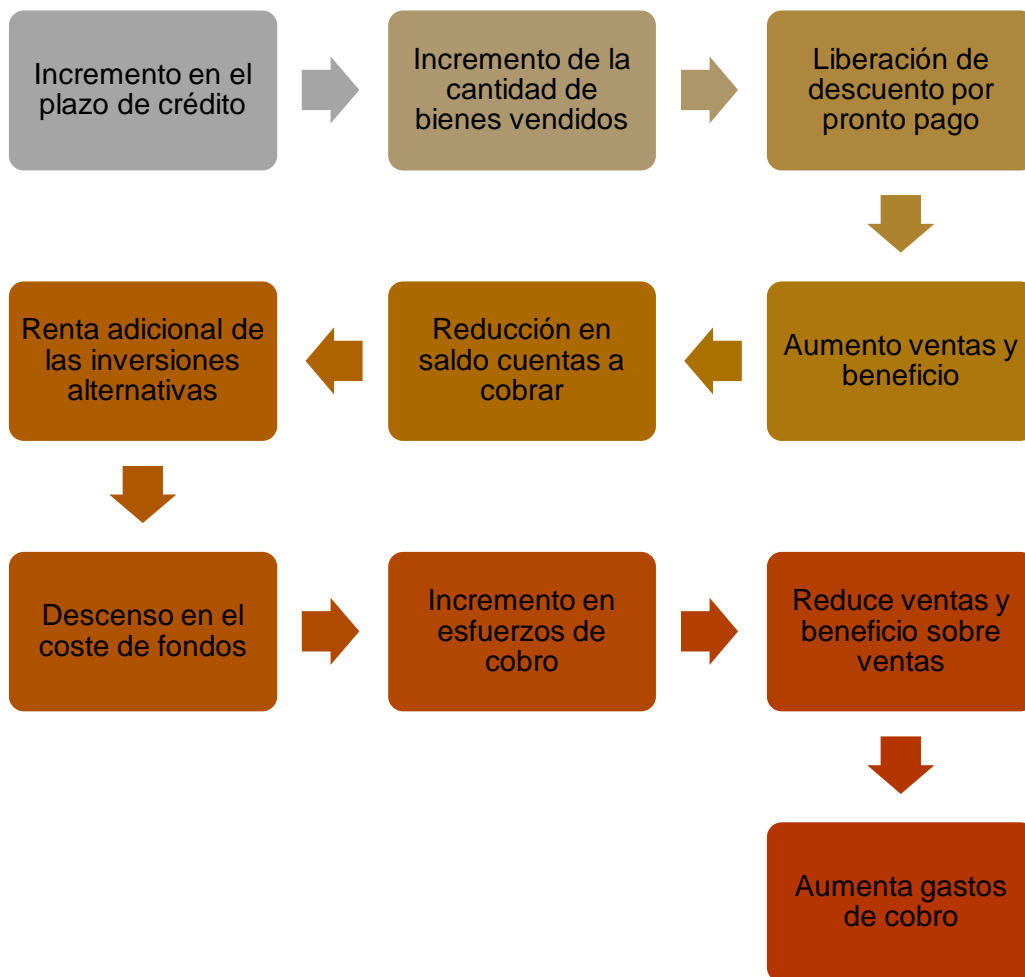 Incremento en el
plazo de crédito
Incremento de la
cantidad de
bienes vendidos
Liberación de
descuento por
pronto pago
Aumento ventas y
beneficio
Reducción en
saldo cuentas a
cobrar
Renta adicional de
las inversiones
alternativas
Descenso en el
coste de fondos
Incremento en
esfuerzos de
cobro
Reduce ventas y
beneficio sobre
ventas
Aumenta gastos
de cobro